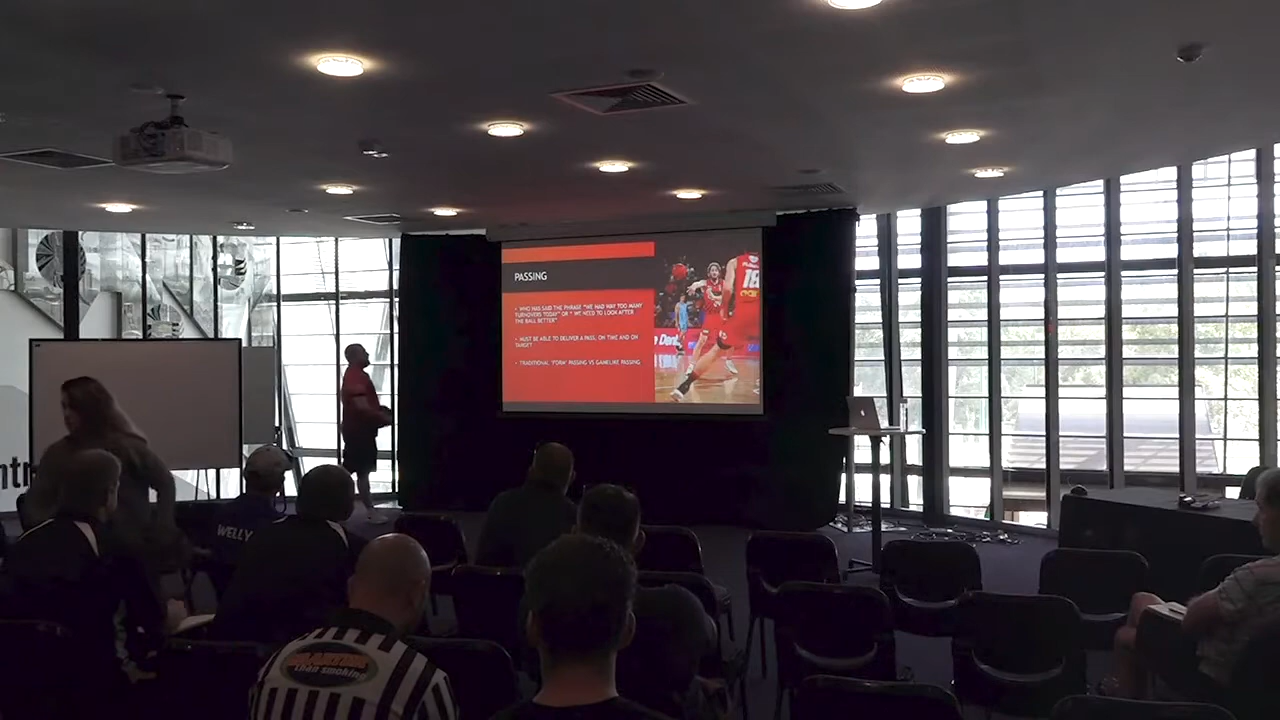 PASSING
• WHO HAS SAID THE PHRASE "WE HAD WAY TOO MANY
TURNOVERS TODAY" OR " WE NEED TO LOOK AFTER
THE BALL BETTER"
• MUST BE ABLE TO DELIVER A PASS, ON TIME AND ON
TARGET
• TRADITIONAL 'FORM' PASSING VS GAMELIKE PASSING
WELLY
than smoking